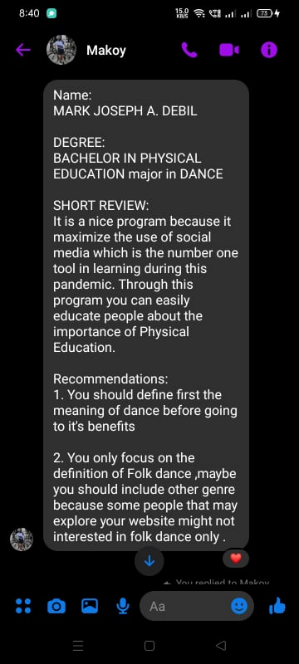 8:40
15.0
KB/S
73
Makoy
Name:
MARK JOSEPH A. DEBIL
DEGREE:
BACHELOR IN PHYSICAL
EDUCATION major in DANCE
SHORT REVIEW:
It is a nice program because it
maximize the use of social
media which is the number one
tool in learning during this
pandemic. Through this
program you can easily
educate people about the
importance of Physical
Education.
Recommendations:
1. You should define first the
meaning of dance before going
to it's benefits
2. You only focus on the
definition of Folk dance ,maybe
you should include other genre
because some people that may
explore your website might not
interested in folk dance only .
You replied to Makoy
Aa